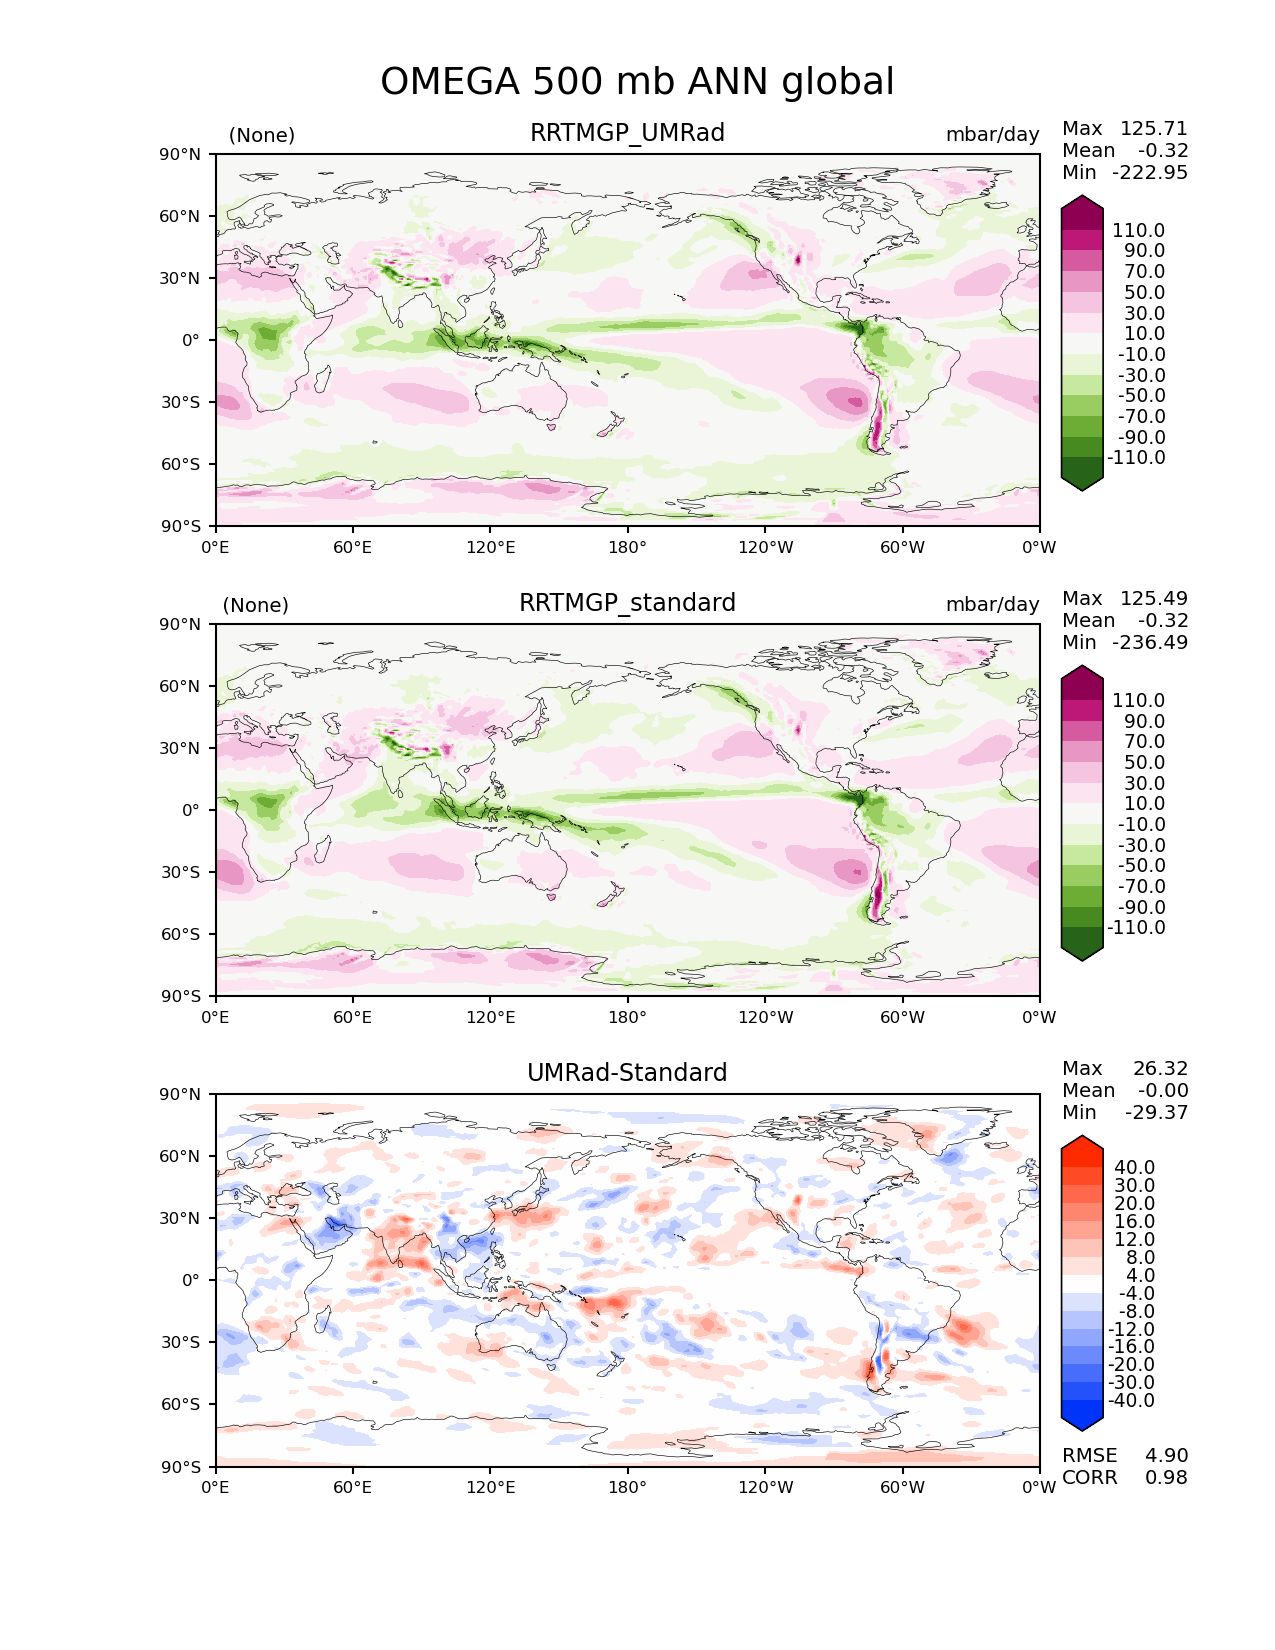 OMEGA 500 mb ANN global
(None) RRTMGP_UMRad mbar/day
Max 125.71
Mean -0.32
Min -222.95
90°N
60°N
30°N
0°
30°S
60°S
90°S
0°E 60°E 120°E 180° 120°W 60°W 0°W
110.0
90.0
70.0
50.0
30.0
10.0
-10.0
-30.0
-50.0
-70.0
-90.0
-110.0
(None) RRTMGP_standard mbar/day
Max 125.49
Mean -0.32
Min -236.49
90°N
60°N
30°N
0°
30°S
60°S
90°S
0°E 60°E 120°E 180° 120°W 60°W 0°W
110.0
90.0
70.0
50.0
30.0
10.0
-10.0
-30.0
-50.0
-70.0
-90.0
-110.0
UMRad-Standard
Max 26.32
Mean -0.00
Min -29.37
90°N
60°N
30°N
0°
30°S
60°S
90°S
0°E 60°E 120°E 180° 120°W 60°W 0°W
40.0
30.0
20.0
16.0
12.0
8.0
4.0
-4.0
-8.0
-12.0
-16.0
-20.0
-30.0
-40.0
RMSE 4.90
CORR 0.98